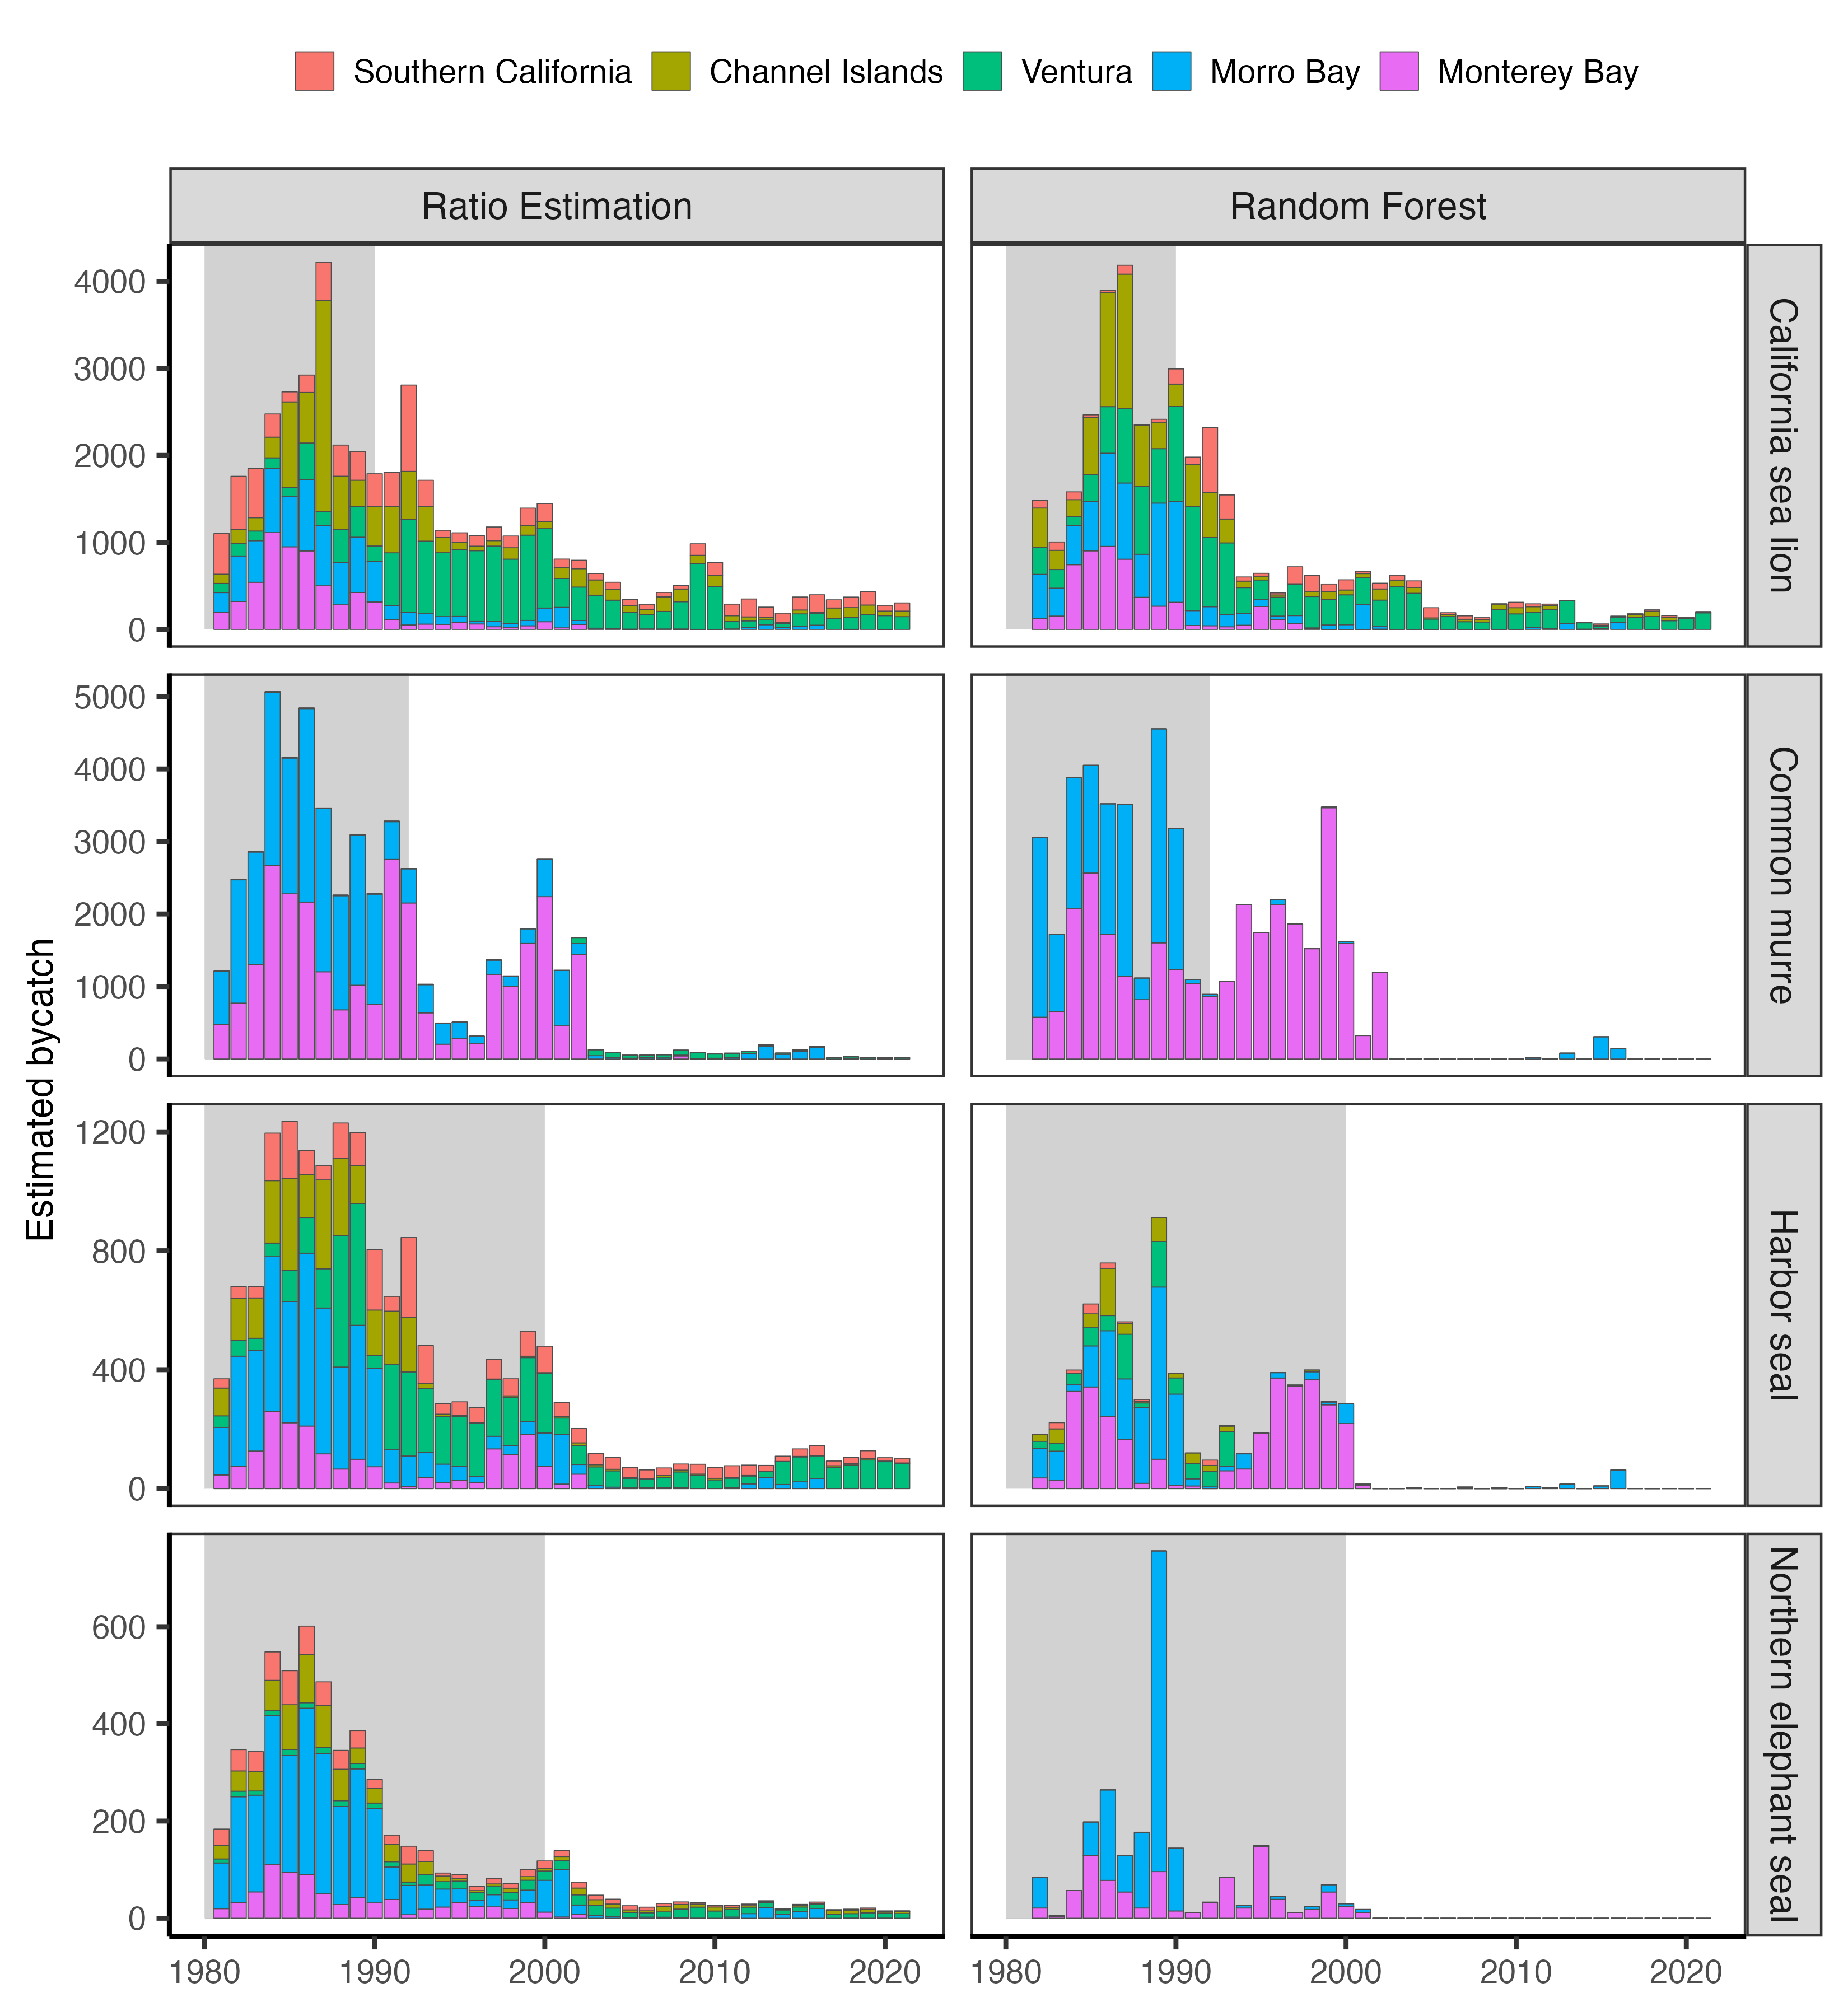 Southern California Channel Islands Ventura Morro Bay Monterey Bay
Ratio Estimation Random Forest
4000
3000
2000
1000
0
California sea lion
5000
4000
3000
2000
1000
0
Common murre
Estimated bycatch
1200
800
400
0
Harbor seal
600
400
200
0
Northern elephant seal
1980 1990 2000 2010 2020 1980 1990 2000 2010 2020